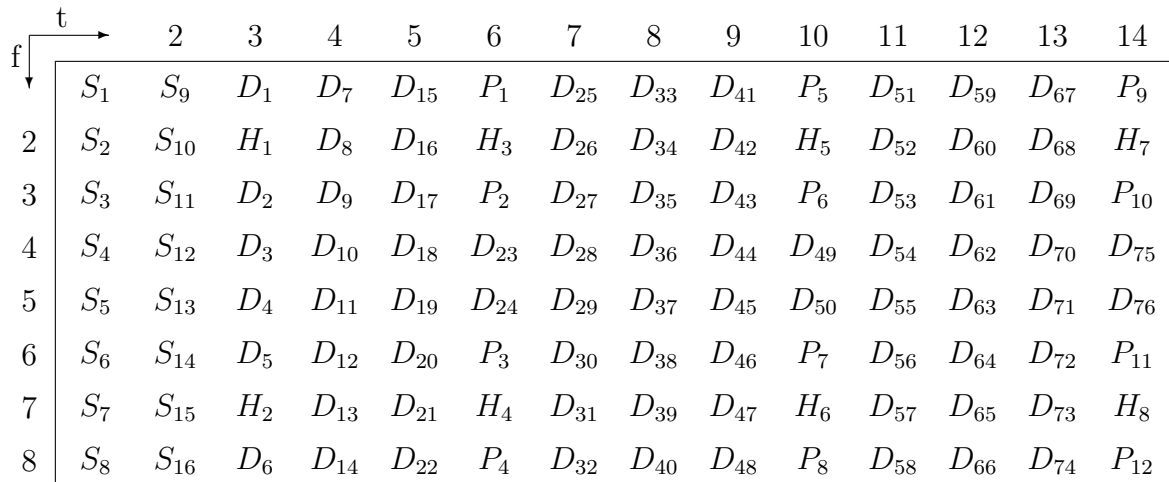 t
f 2 3 4 5 6 7 8 9 10 11 12 13 14
S₁ S₉ D₁ D₇ D₁₅ P₁ D₂₅ D₃₃ D₄₁ P₅ D₅₁ D₅₉ D₆₇ P₉
2 S₂ S₁₀ H₁ D₈ D₁₆ H₃ D₂₆ D₃₄ D₄₂ H₅ D₅₂ D₆₀ D₆₈ H₇
3 S₃ S₁₁ D₂ D₉ D₁₇ P₂ D₂₇ D₃₅ D₄₃ P₆ D₅₃ D₆₁ D₆₉ P₁₀
4 S₄ S₁₂ D₃ D₁₀ D₁₈ D₂₃ D₂₈ D₃₆ D₄₄ D₄₉ D₅₄ D₆₂ D₇₀ D₇₅
5 S₅ S₁₃ D₄ D₁₁ D₁₉ D₂₄ D₂₉ D₃₇ D₄₅ D₅₀ D₅₅ D₆₃ D₇₁ D₇₆
6 S₆ S₁₄ D₅ D₁₂ D₂₀ P₃ D₃₀ D₃₈ D₄₆ P₇ D₅₆ D₆₄ D₇₂ P₁₁
7 S₇ S₁₅ H₂ D₁₃ D₂₁ H₄ D₃₁ D₃₉ D₄₇ H₆ D₅₇ D₆₅ D₇₃ H₈
8 S₈ S₁₆ D₆ D₁₄ D₂₂ P₄ D₃₂ D₄₀ D₄₈ P₈ D₅₈ D₆₆ D₇₄ P₁₂